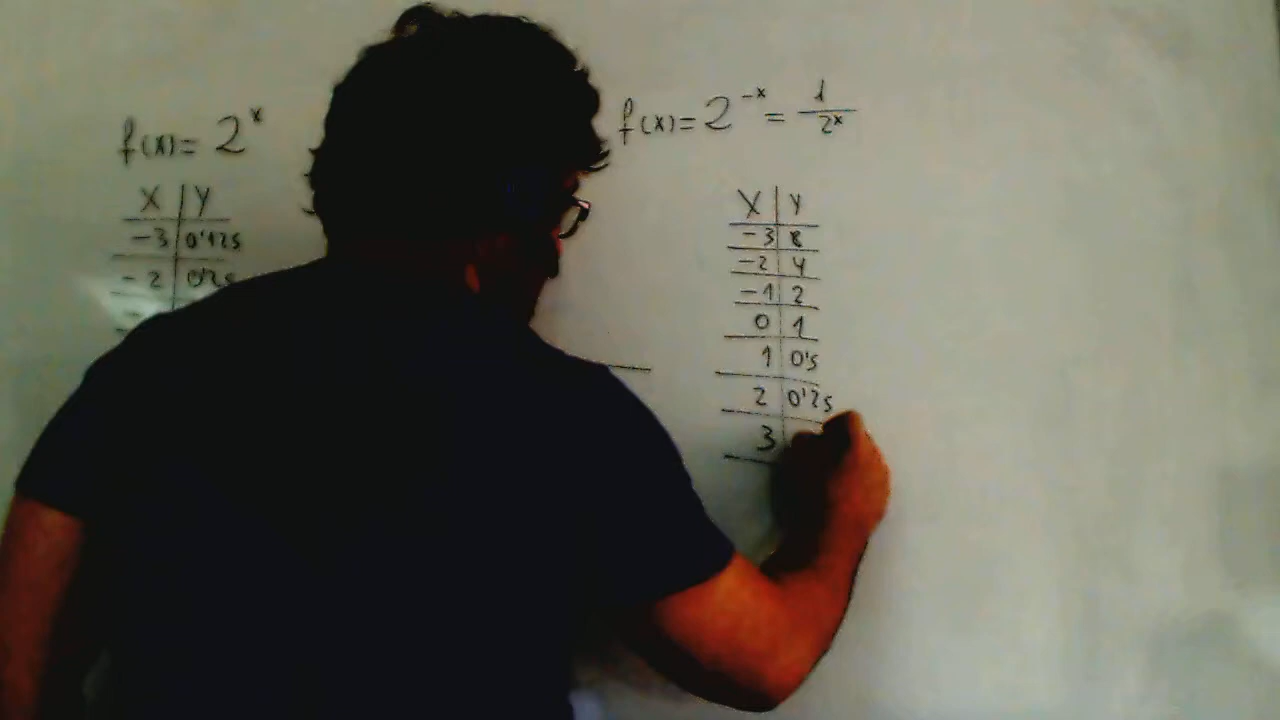 f(x) = 2^x
X | Y
-3 | 0'125
-2 | 0'25
f(x) = 2^-x = 1/2^x
X | Y
-3 | 8
-2 | 4
-1 | 2
0 | 1
1 | 0'5
2 | 0'25
3